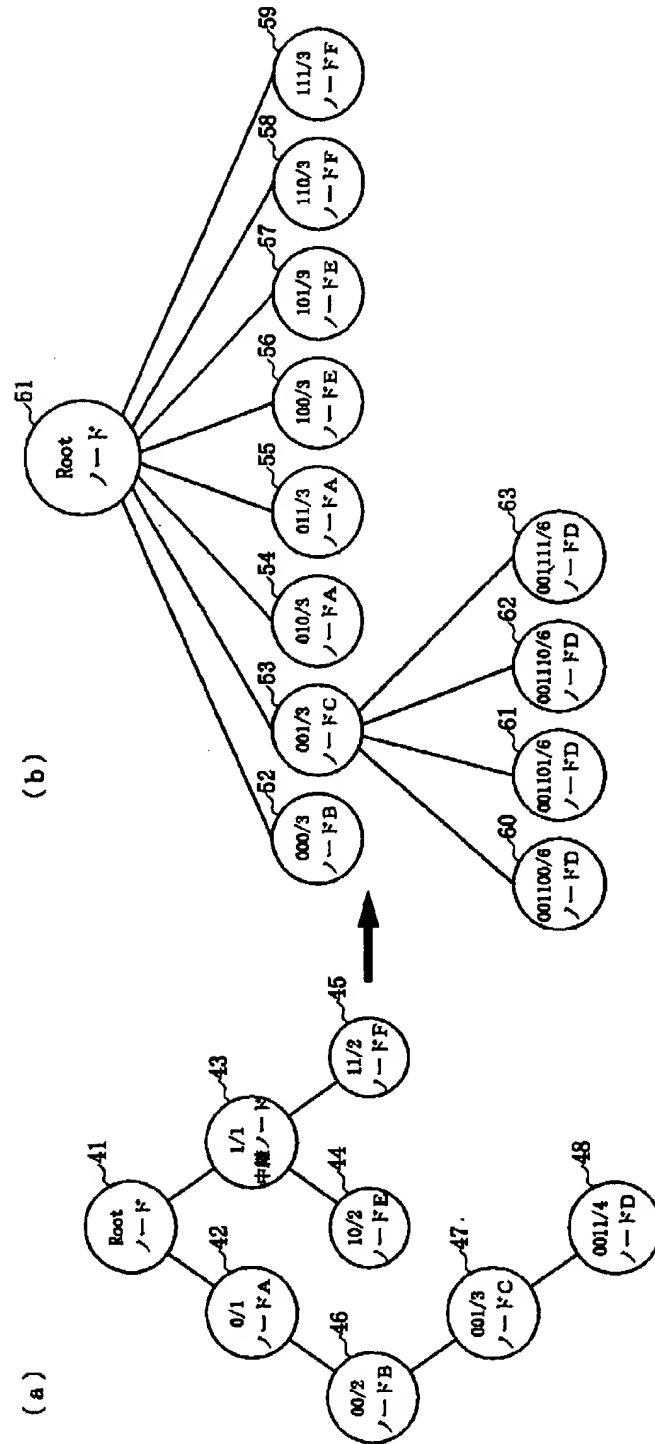 (a)
41
Root
ノード
42
0/1
ノードA
43
1/1
中継ノード
44
10/2
ノードE
45
11/2
ノードF
46
00/2
ノードB
47
001/3
ノードC
48
0011/4
ノードD
(b)
51
Root
ノード
52
000/3
ノードB
53
001/3
ノードC
54
010/3
ノードA
55
011/3
ノードA
56
100/3
ノードE
57
101/3
ノードE
58
110/3
ノードF
59
111/3
ノードF
60
001100/6
ノードD
61
001101/6
ノードD
62
001110/6
ノードD
63
001111/6
ノードD